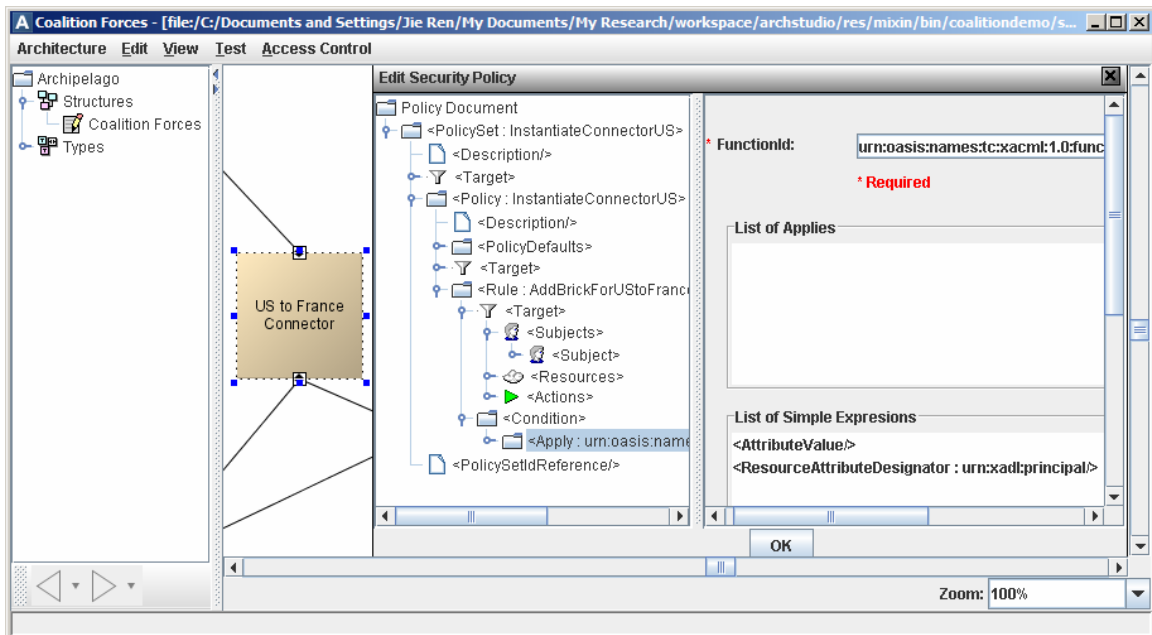 A Coalition Forces - [file:/C:/Documents and Settings/Jie Ren/My Documents/My Research/workspace/archstudio/res/mixin/bin/coalitiondemo/s...
Architecture Edit View Test Access Control
Archipelago
Structures
Coalition Forces
Types
US to France
Connector
Edit Security Policy
Policy Document
<PolicySet : InstantiateConnectorUS>
<Description/>
<Target>
<Policy : InstantiateConnectorUS>
<Description/>
<PolicyDefaults>
<Target>
<Rule : AddBrickForUStoFranc
<Target>
<Subjects>
<Subject>
<Resources>
<Actions>
<Condition>
<Apply : urn:oasis:name
<PolicySetIdReference/>
* FunctionId: urn:oasis:names:tc:xacml:1.0:func
* Required
List of Applies
List of Simple Expresions
<AttributeValue/>
<ResourceAttributeDesignator : urn:xadl:principal/>
OK
Zoom: 100%